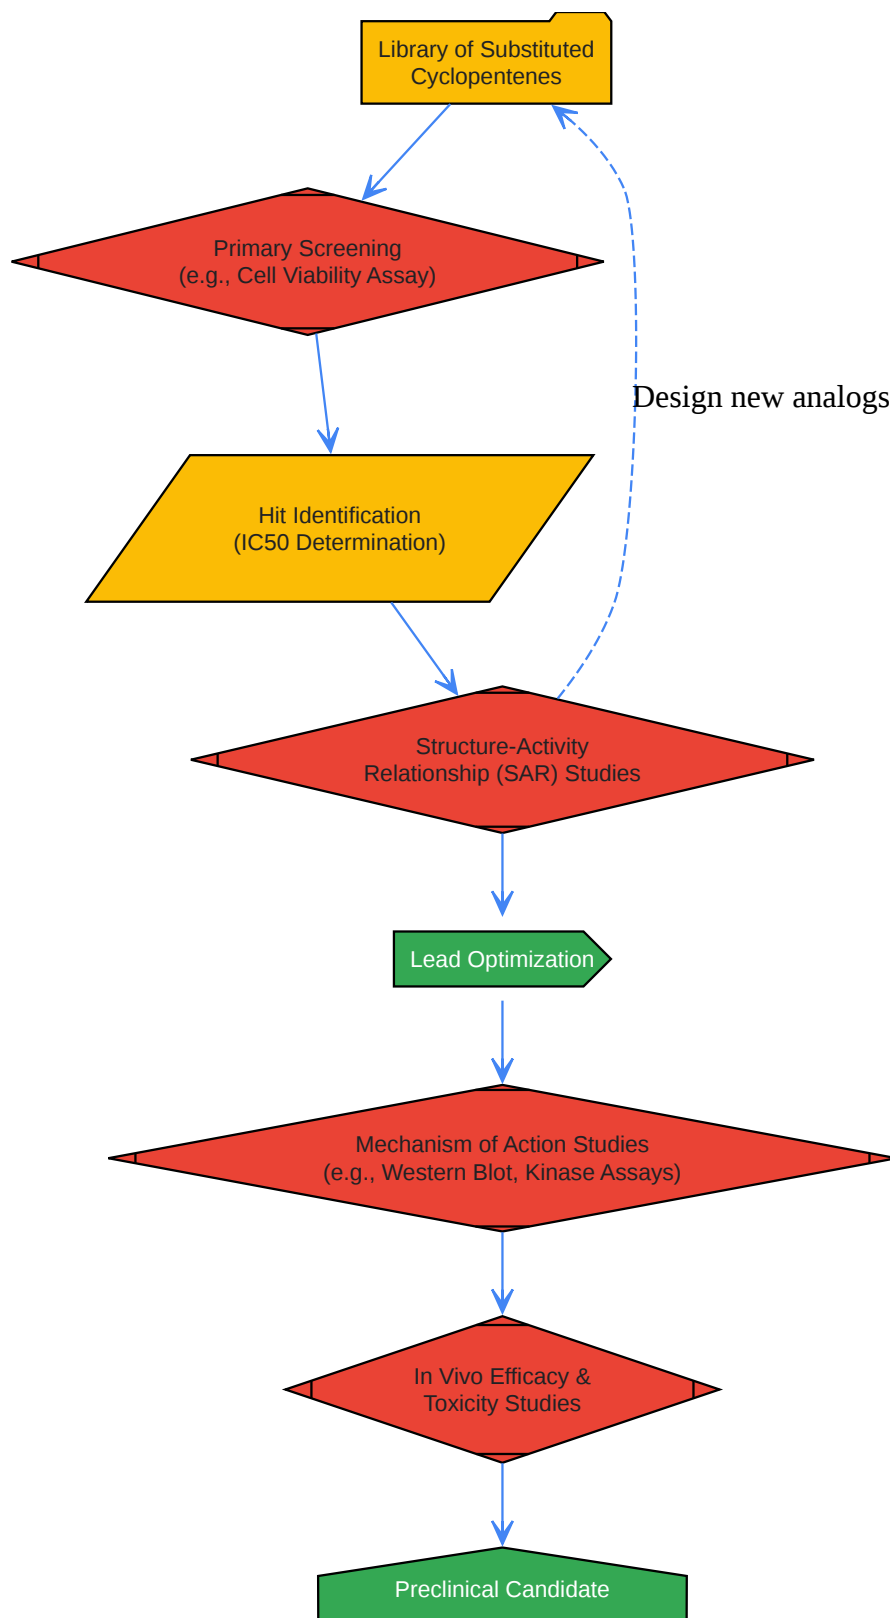 Library of Substituted
Cyclopentenes
Primary Screening
(e.g., Cell Viability Assay)
Design new analogs
Hit Identification
(IC50 Determination)
Structure-Activity
Relationship (SAR) Studies
Lead Optimization
Mechanism of Action Studies
(e.g., Western Blot, Kinase Assays)
In Vivo Efficacy &
Toxicity Studies
Preclinical Candidate